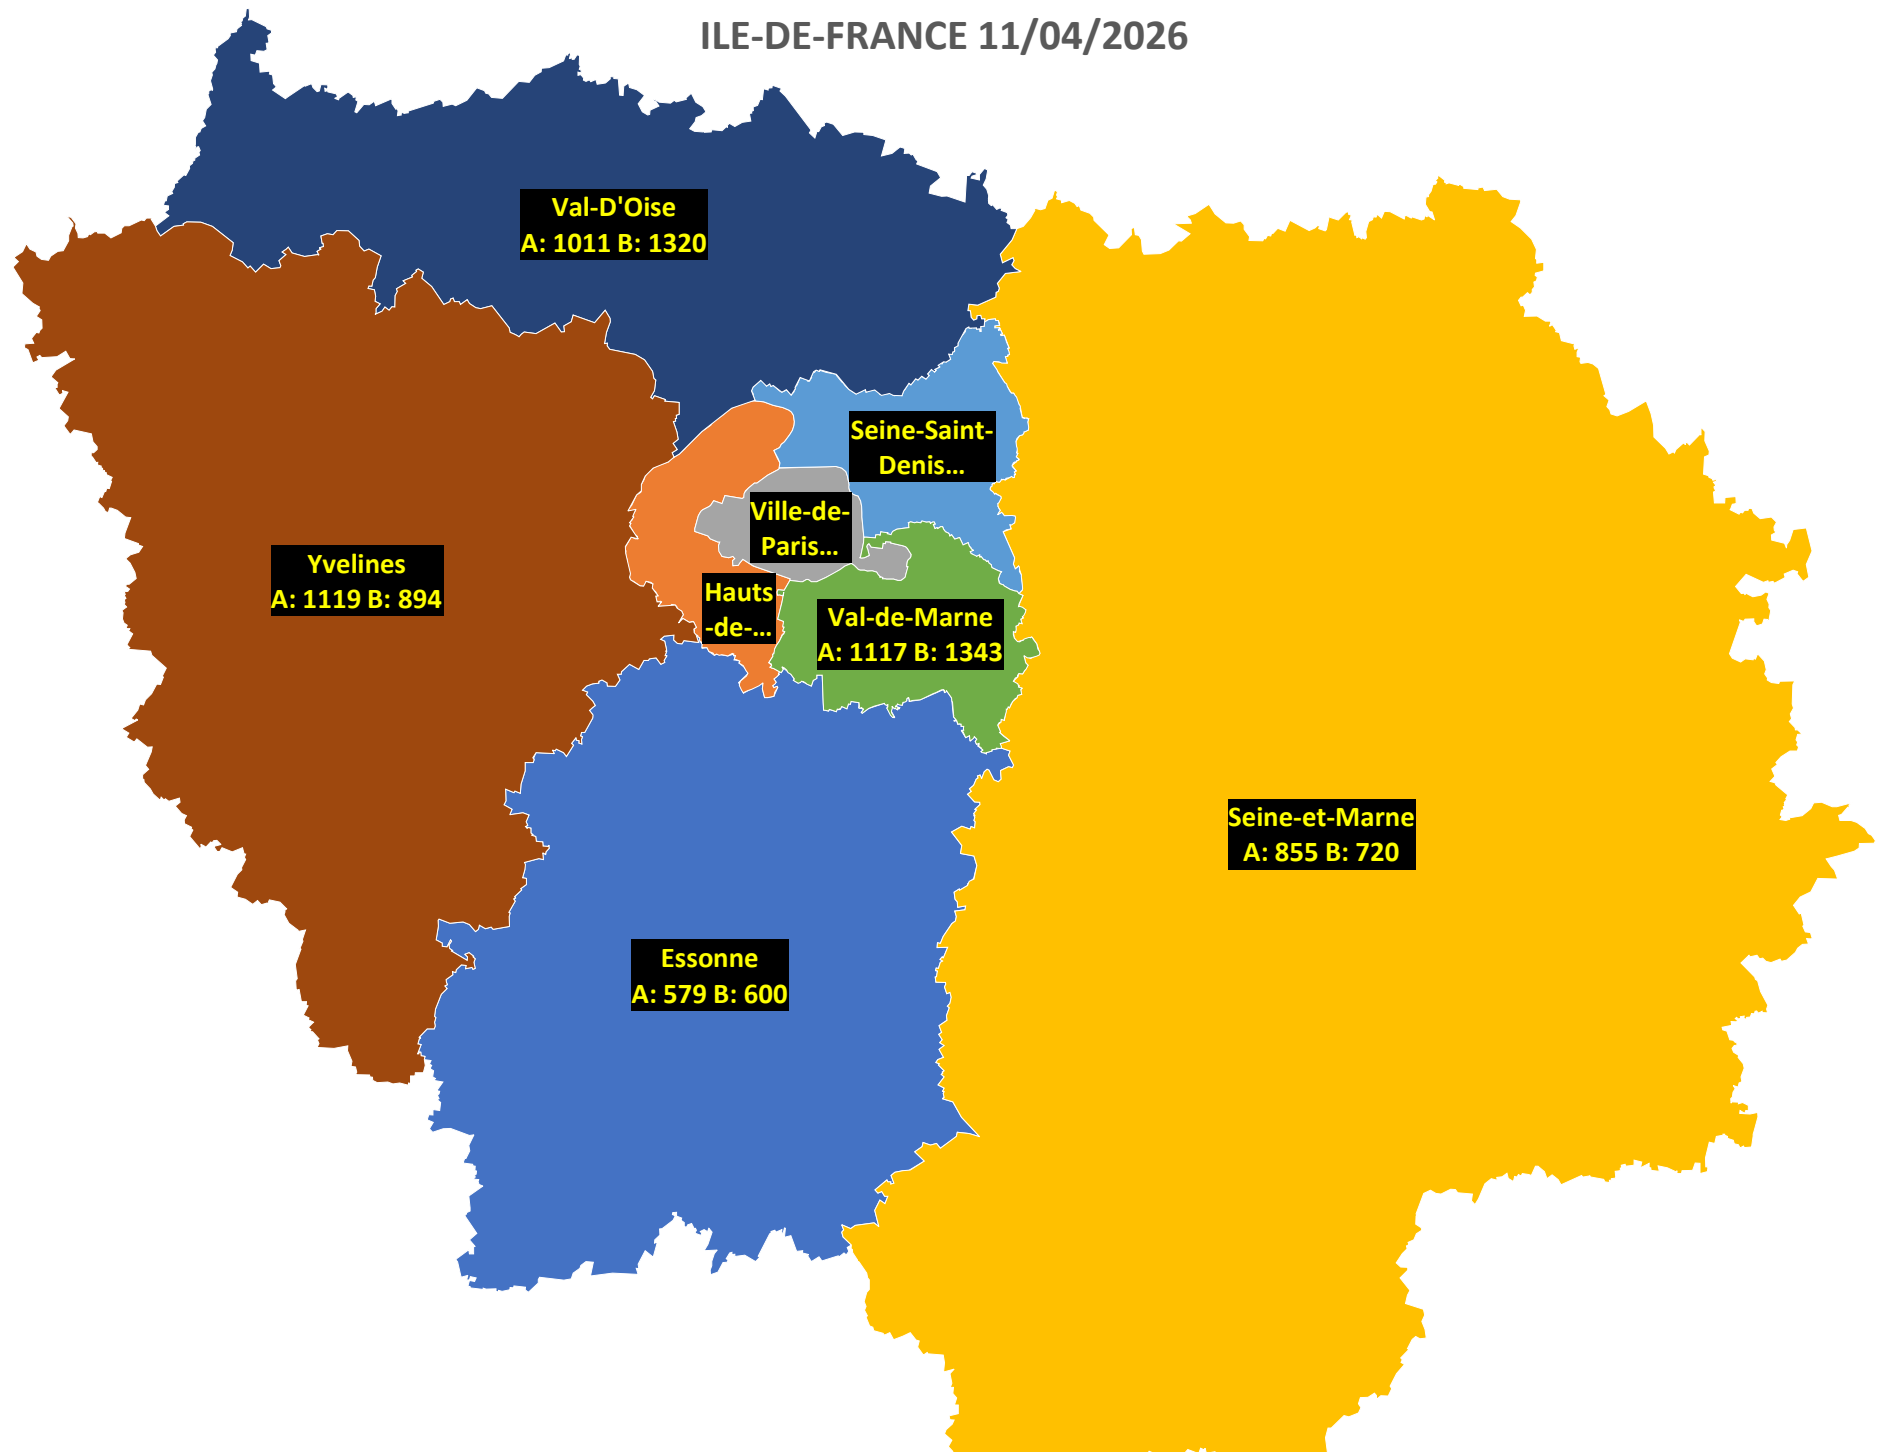 ILE-DE-FRANCE 11/04/2026
Val-D'Oise
A: 1011 B: 1320
Seine-Saint-
Denis...
Ville-de-
Paris...
Yvelines
A: 1119 B: 894
Hauts
-de-...
Val-de-Marne
A: 1117 B: 1343
Seine-et-Marne
A: 855 B: 720
Essonne
A: 579 B: 600